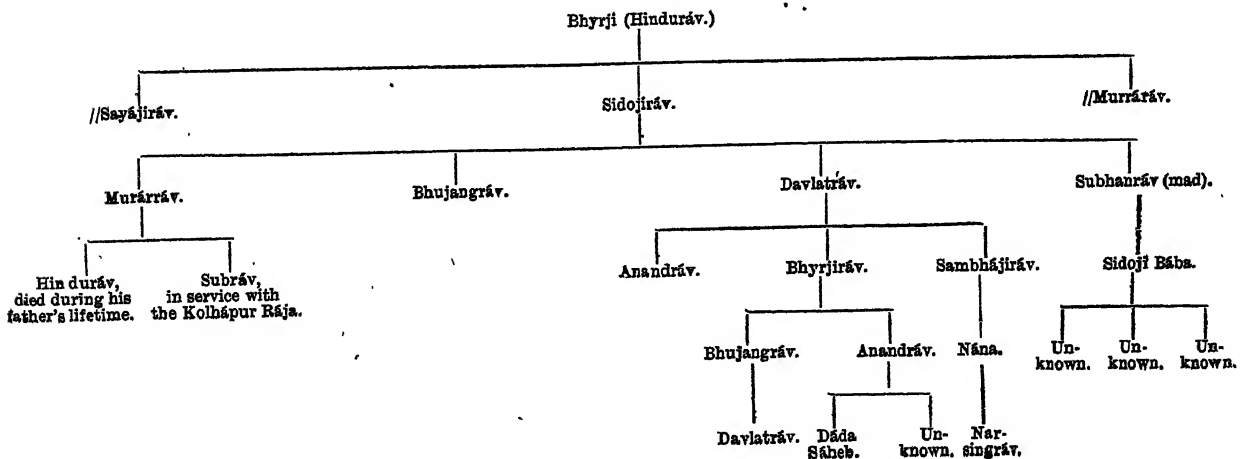 Bhyrji (Hinduráv.)
//Sayájiráv.
Sidojiráv.
//Murráráv.
Murárráv.
Bhujangráv.
Davlatráv.
Subhanráv (mad).
Hin duráv,
died during his
father's lifetime.
Subráv,
in service with
the Kolhápur Rája.
Anandráv.
Bhyrjiráv.
Sambhájiráv.
Sidoji Bába.
Bhujangráv.
Anandráv.
Nána.
Un-
known.
Un-
known.
Un-
known.
Davlatráv.
Dáda
Sáheb.
Un-
known.
Nar-
singráv.